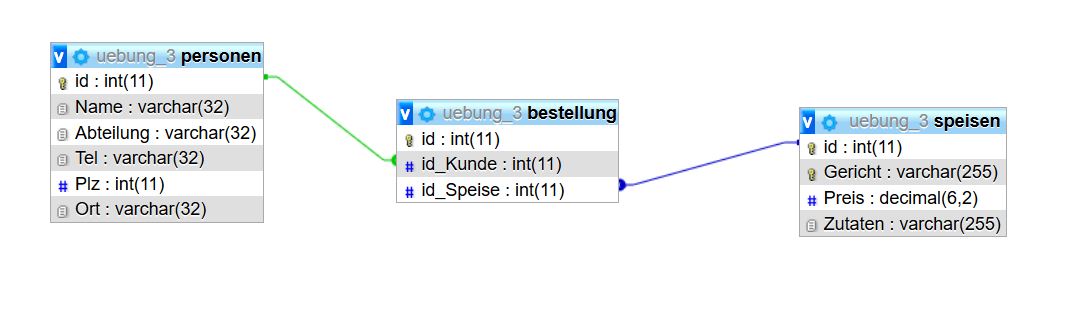 v uebung_3 personen
id : int(11)
Name : varchar(32)
Abteilung : varchar(32)
Tel : varchar(32)
# Plz : int(11)
Ort : varchar(32)
v uebung_3 bestellung
id : int(11)
# id_Kunde : int(11)
# id_Speise : int(11)
v uebung_3 speisen
id : int(11)
Gericht : varchar(255)
# Preis : decimal(6,2)
Zutaten : varchar(255)